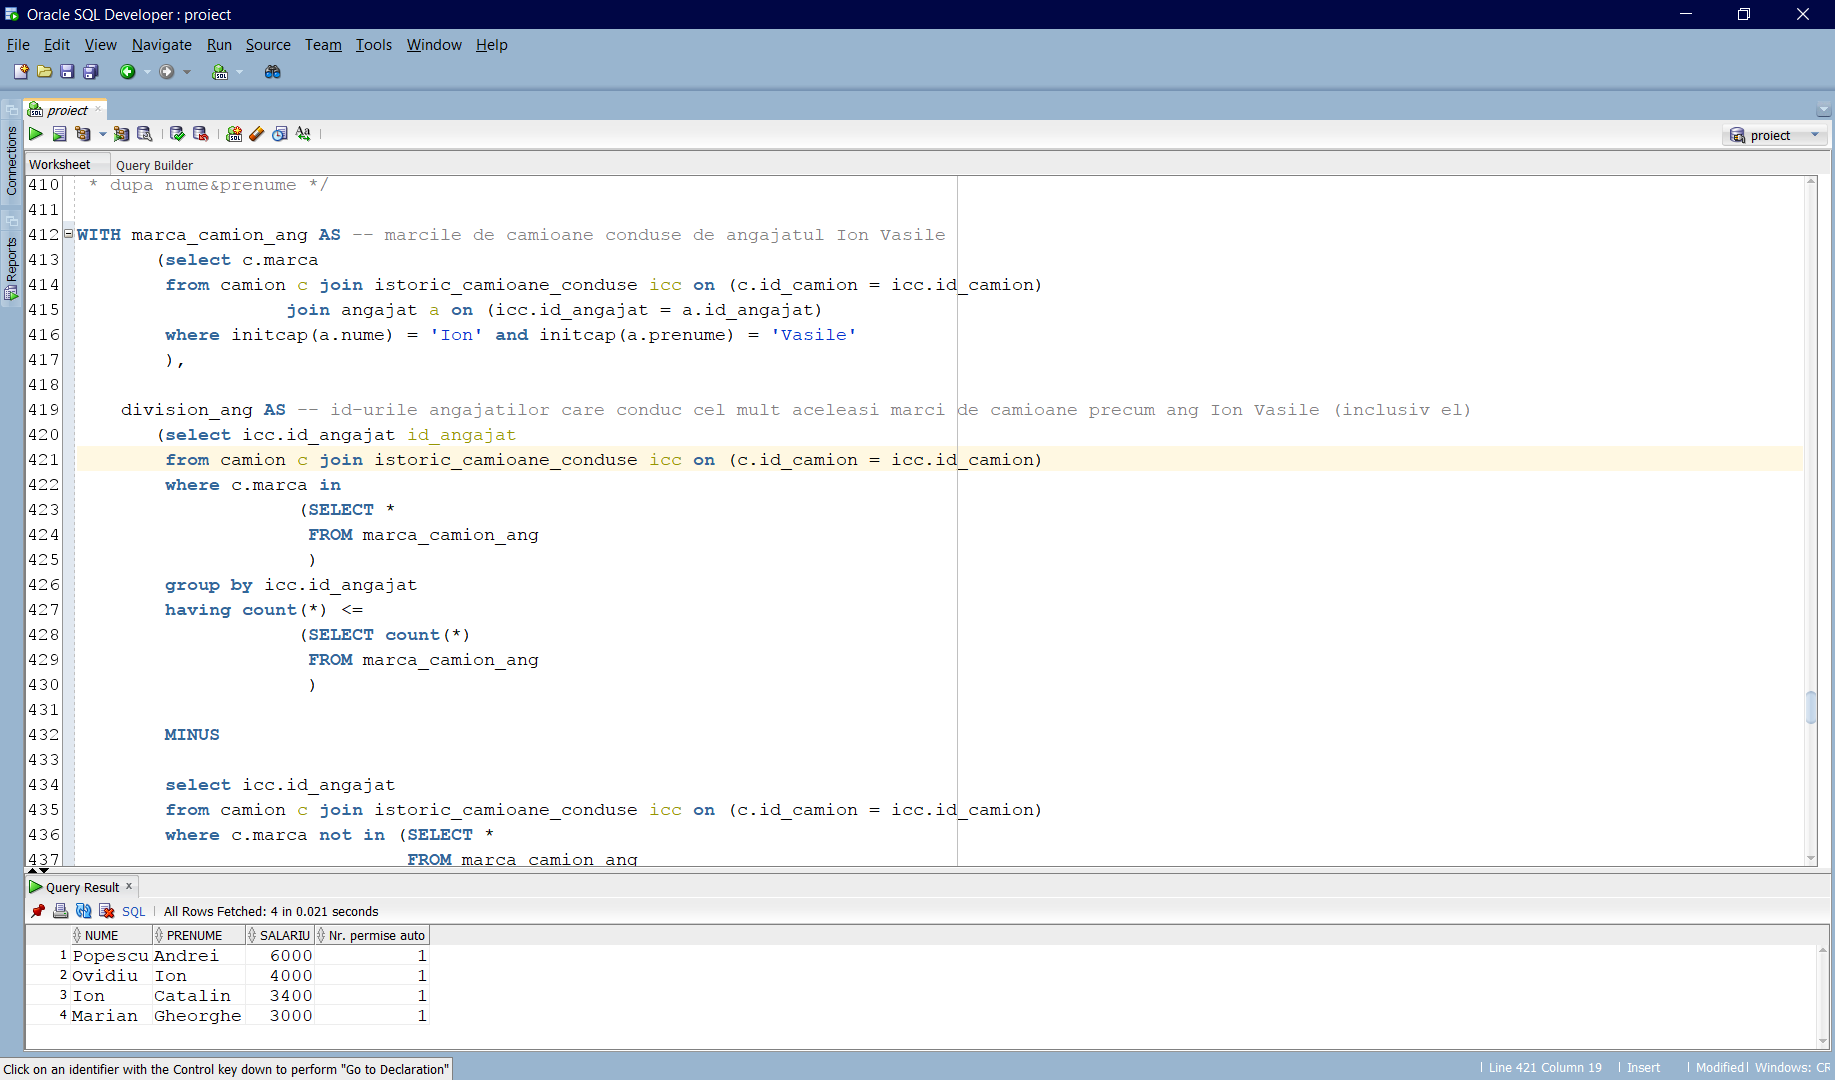 Oracle SQL Developer : proiect
File Edit View Navigate Run Source Team Tools Window Help
proiect
proiect
Connections
Reports
Worksheet Query Builder
410 * dupa nume&prenume */
411
412 WITH marca_camion_ang AS -- marcile de camioane conduse de angajatul Ion Vasile
413 (select c.marca
414 from camion c join istoric_camioane_conduse icc on (c.id_camion = icc.id_camion)
415 join angajat a on (icc.id_angajat = a.id_angajat)
416 where initcap(a.nume) = 'Ion' and initcap(a.prenume) = 'Vasile'
417 ),
418
419 division_ang AS -- id-urile angajatilor care conduc cel mult aceleasi marci de camioane precum ang Ion Vasile (inclusiv el)
420 (select icc.id_angajat id_angajat
421 from camion c join istoric_camioane_conduse icc on (c.id_camion = icc.id_camion)
422 where c.marca in
423 (SELECT *
424 FROM marca_camion_ang
425 )
426 group by icc.id_angajat
427 having count(*) <=
428 (SELECT count(*)
429 FROM marca_camion_ang
430 )
431
432 MINUS
433
434 select icc.id_angajat
435 from camion c join istoric_camioane_conduse icc on (c.id_camion = icc.id_camion)
436 where c.marca not in (SELECT *
437 FROM marca_camion_ang
Query Result x
SQL | All Rows Fetched: 4 in 0.021 seconds
NUME PRENUME SALARIU Nr. permise auto
1 Popescu Andrei 6000 1
2 Ovidiu Ion 4000 1
3 Ion Catalin 3400 1
4 Marian Gheorghe 3000 1
Click on an identifier with the Control key down to perform "Go to Declaration"
| Line 421 Column 19 | Insert | Modified | Windows: CR